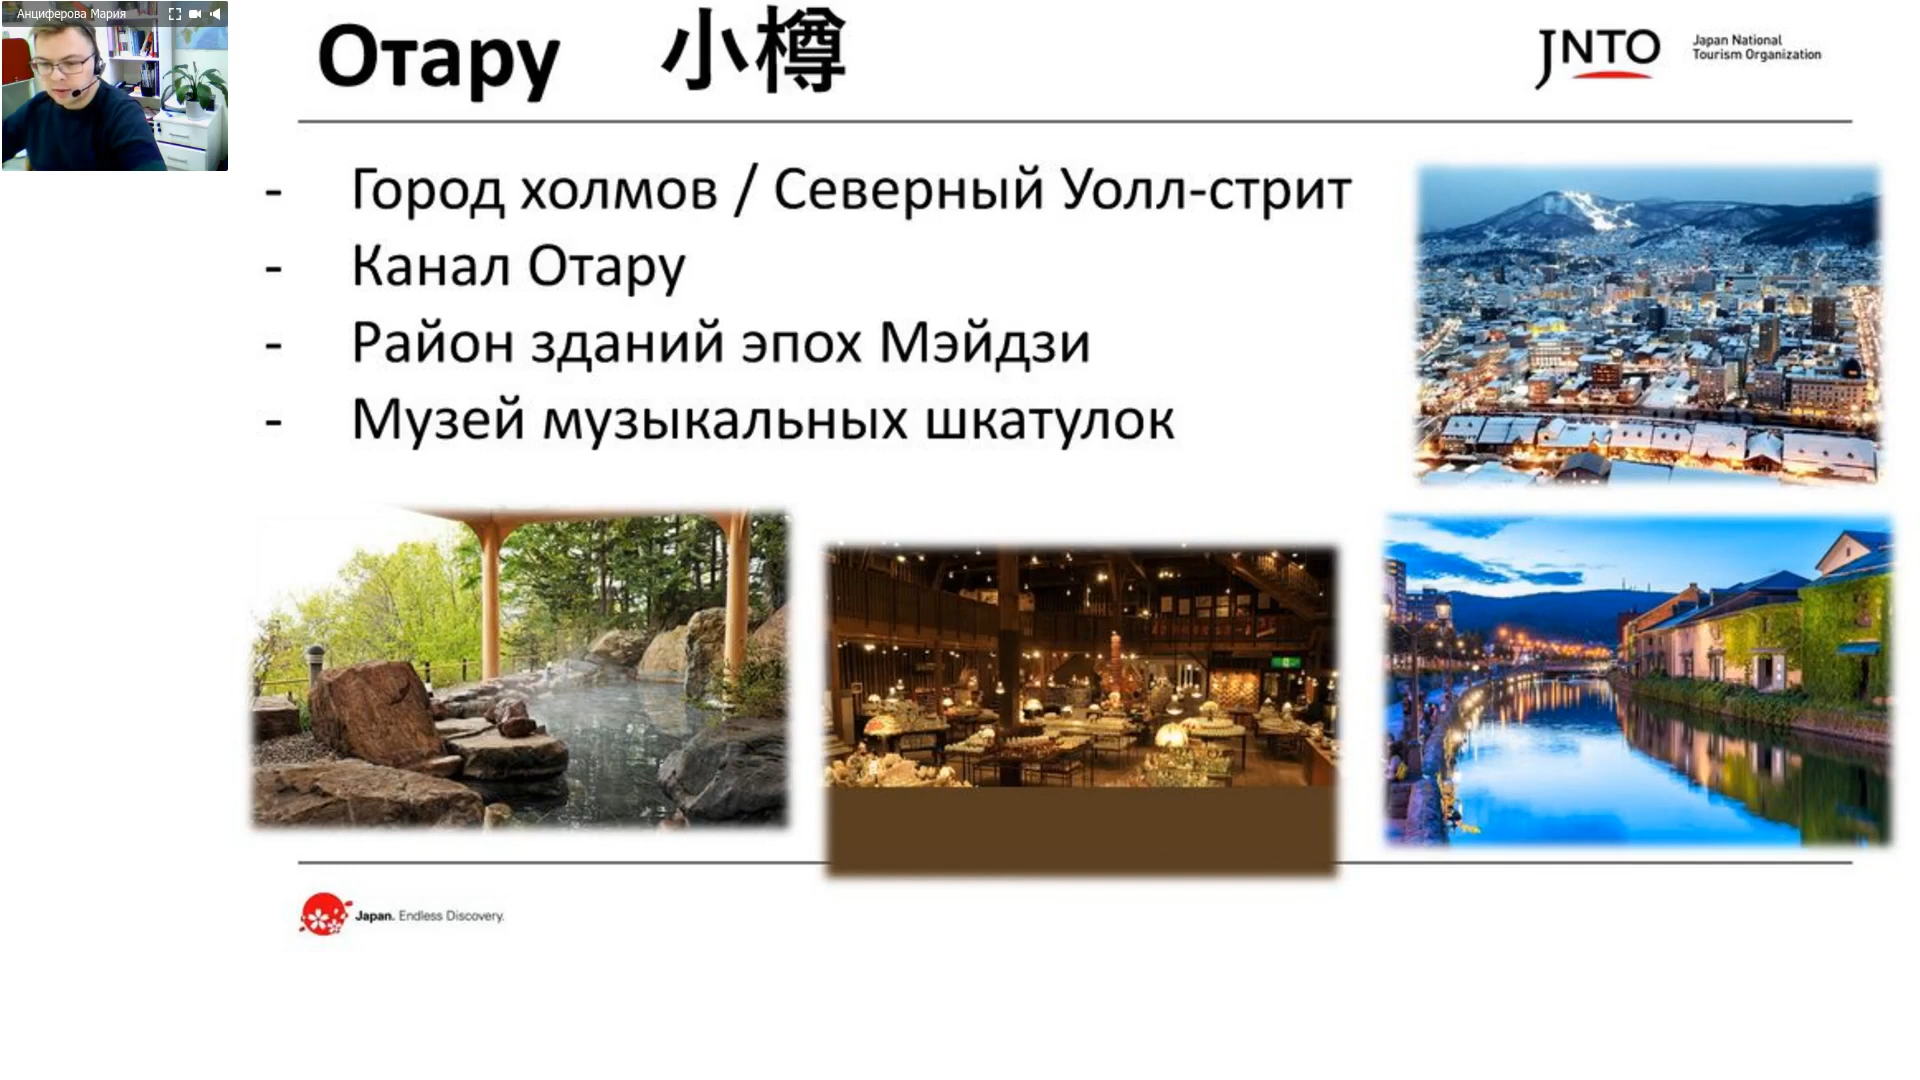 Анциферова Мария
Отару 小樽
JNTO Japan National
Tourism Organization
- Город холмов / Северный Уолл-стрит
- Канал Отару
- Район зданий эпох Мэйдзи
- Музей музыкальных шкатулок
Japan. Endless Discovery.